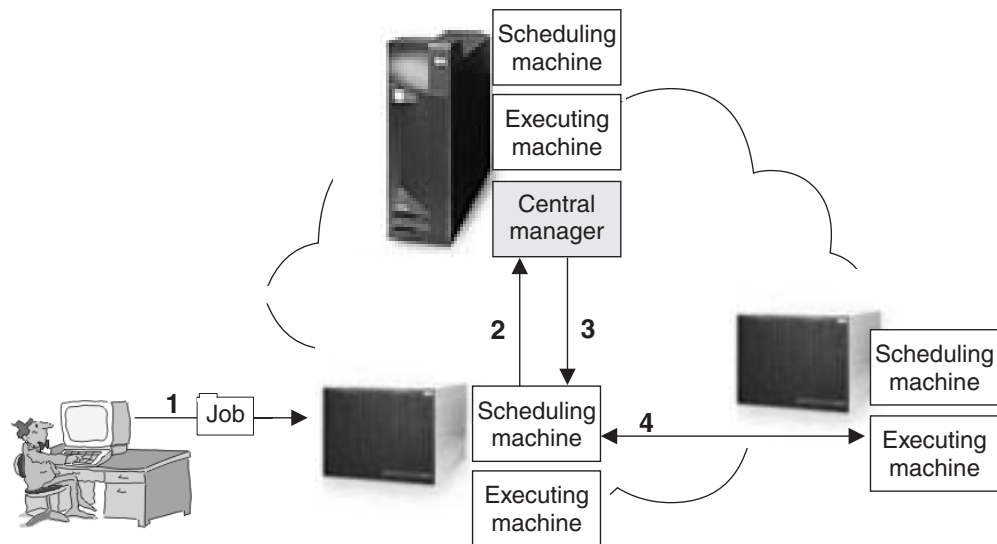 Scheduling
machine
Executing
machine
Central
manager
2
3
Scheduling
machine
1
Job
Scheduling
machine
4
Executing
machine
Executing
machine